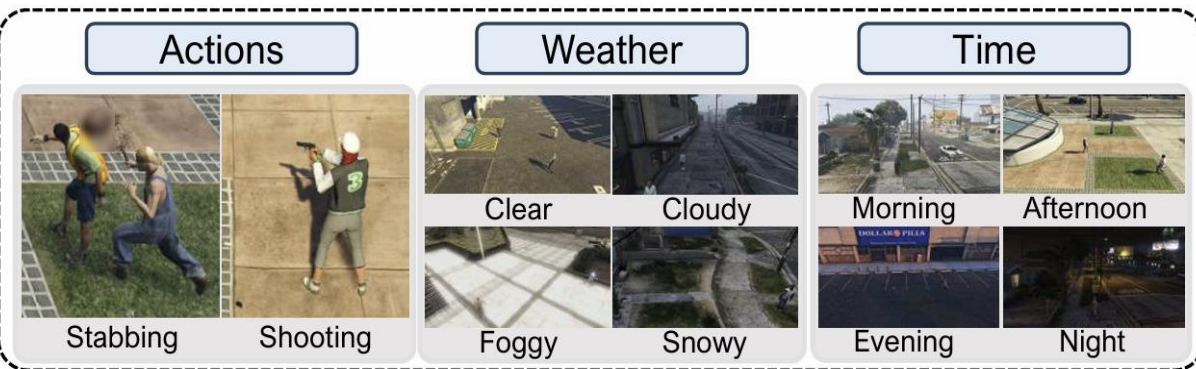 Actions
Weather
Time
3
Clear
Cloudy
Morning
Afternoon
DOLLAR PILLS
Stabbing
Shooting
Foggy
Snowy
Evening
Night